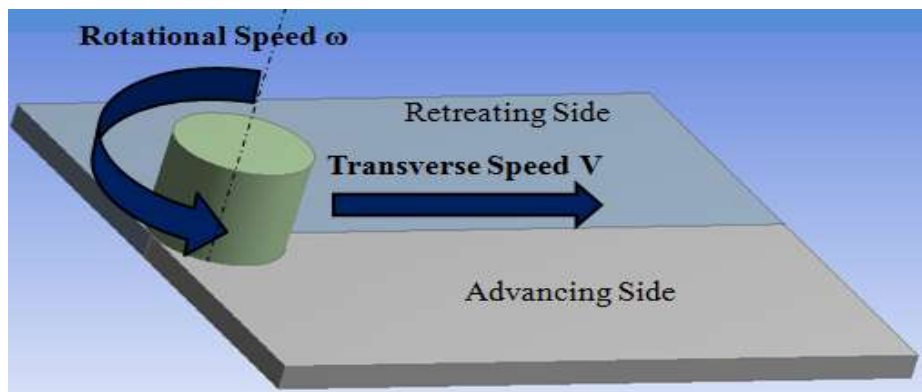 Rotational Speed ω
Retreating Side
Transverse Speed V
Advancing Side